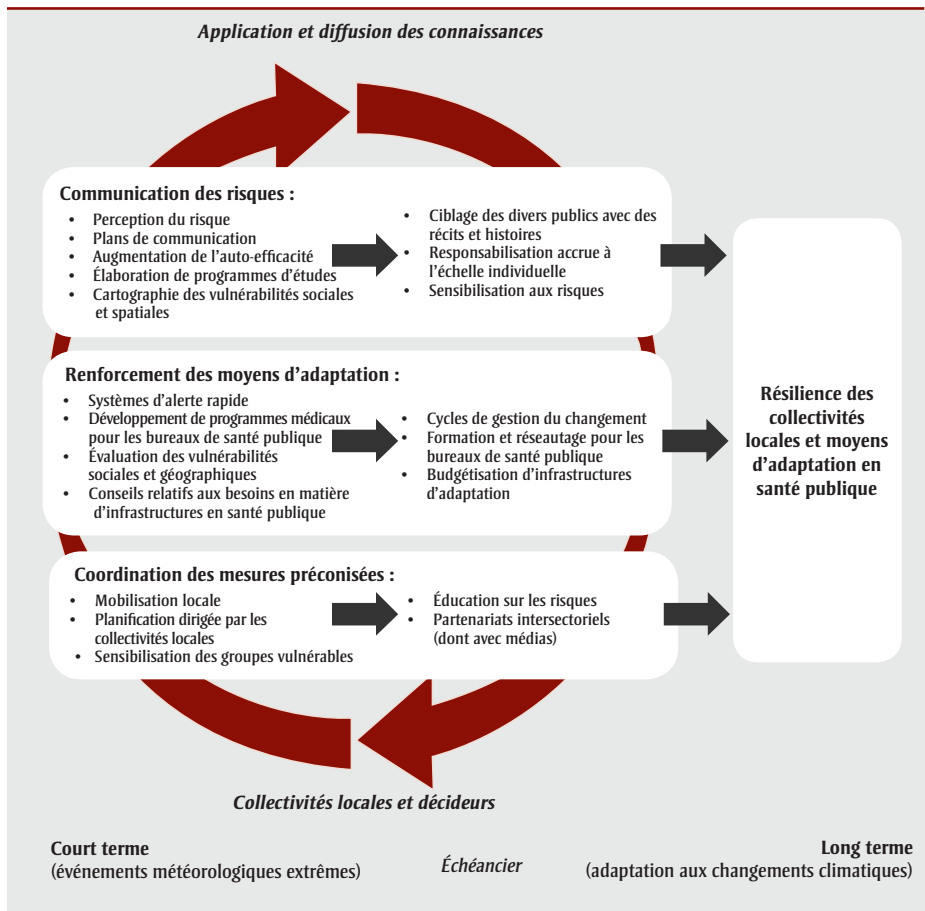 Application et diffusion des connaissances
Communication des risques :
• Perception du risque
• Plans de communication
• Augmentation de l'auto-efficacité
• Élaboration de programmes d'études
• Cartographie des vulnérabilités sociales
et spatiales
• Ciblage des divers publics avec des
récits et histoires
• Responsabilisation accrue à
l'échelle individuelle
• Sensibilisation aux risques
Renforcement des moyens d'adaptation :
• Systèmes d'alerte rapide
• Développement de programmes médicaux
pour les bureaux de santé publique
• Évaluation des vulnérabilités
sociales et géographiques
• Conseils relatifs aux besoins en matière
d'infrastructures en santé publique
• Cycles de gestion du changement
• Formation et réseautage pour les
bureaux de santé publique
• Budgétisation d'infrastructures
d'adaptation
Coordination des mesures préconisées :
• Mobilisation locale
• Planification dirigée par les
collectivités locales
• Sensibilisation des groupes vulnérables
• Éducation sur les risques
• Partenariats intersectoriels
(dont avec médias)
Résilience des
collectivités
locales et moyens
d'adaptation en
santé publique
Collectivités locales et décideurs
Court terme
(événements météorologiques extrêmes)
Échéancier
Long terme
(adaptation aux changements climatiques)